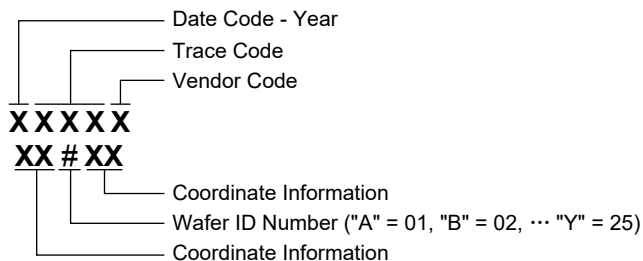 Date Code - Year
Trace Code
Vendor Code
XXXXX
XX # XX
Coordinate Information
Wafer ID Number ("A" = 01, "B" = 02, ··· "Y" = 25)
Coordinate Information